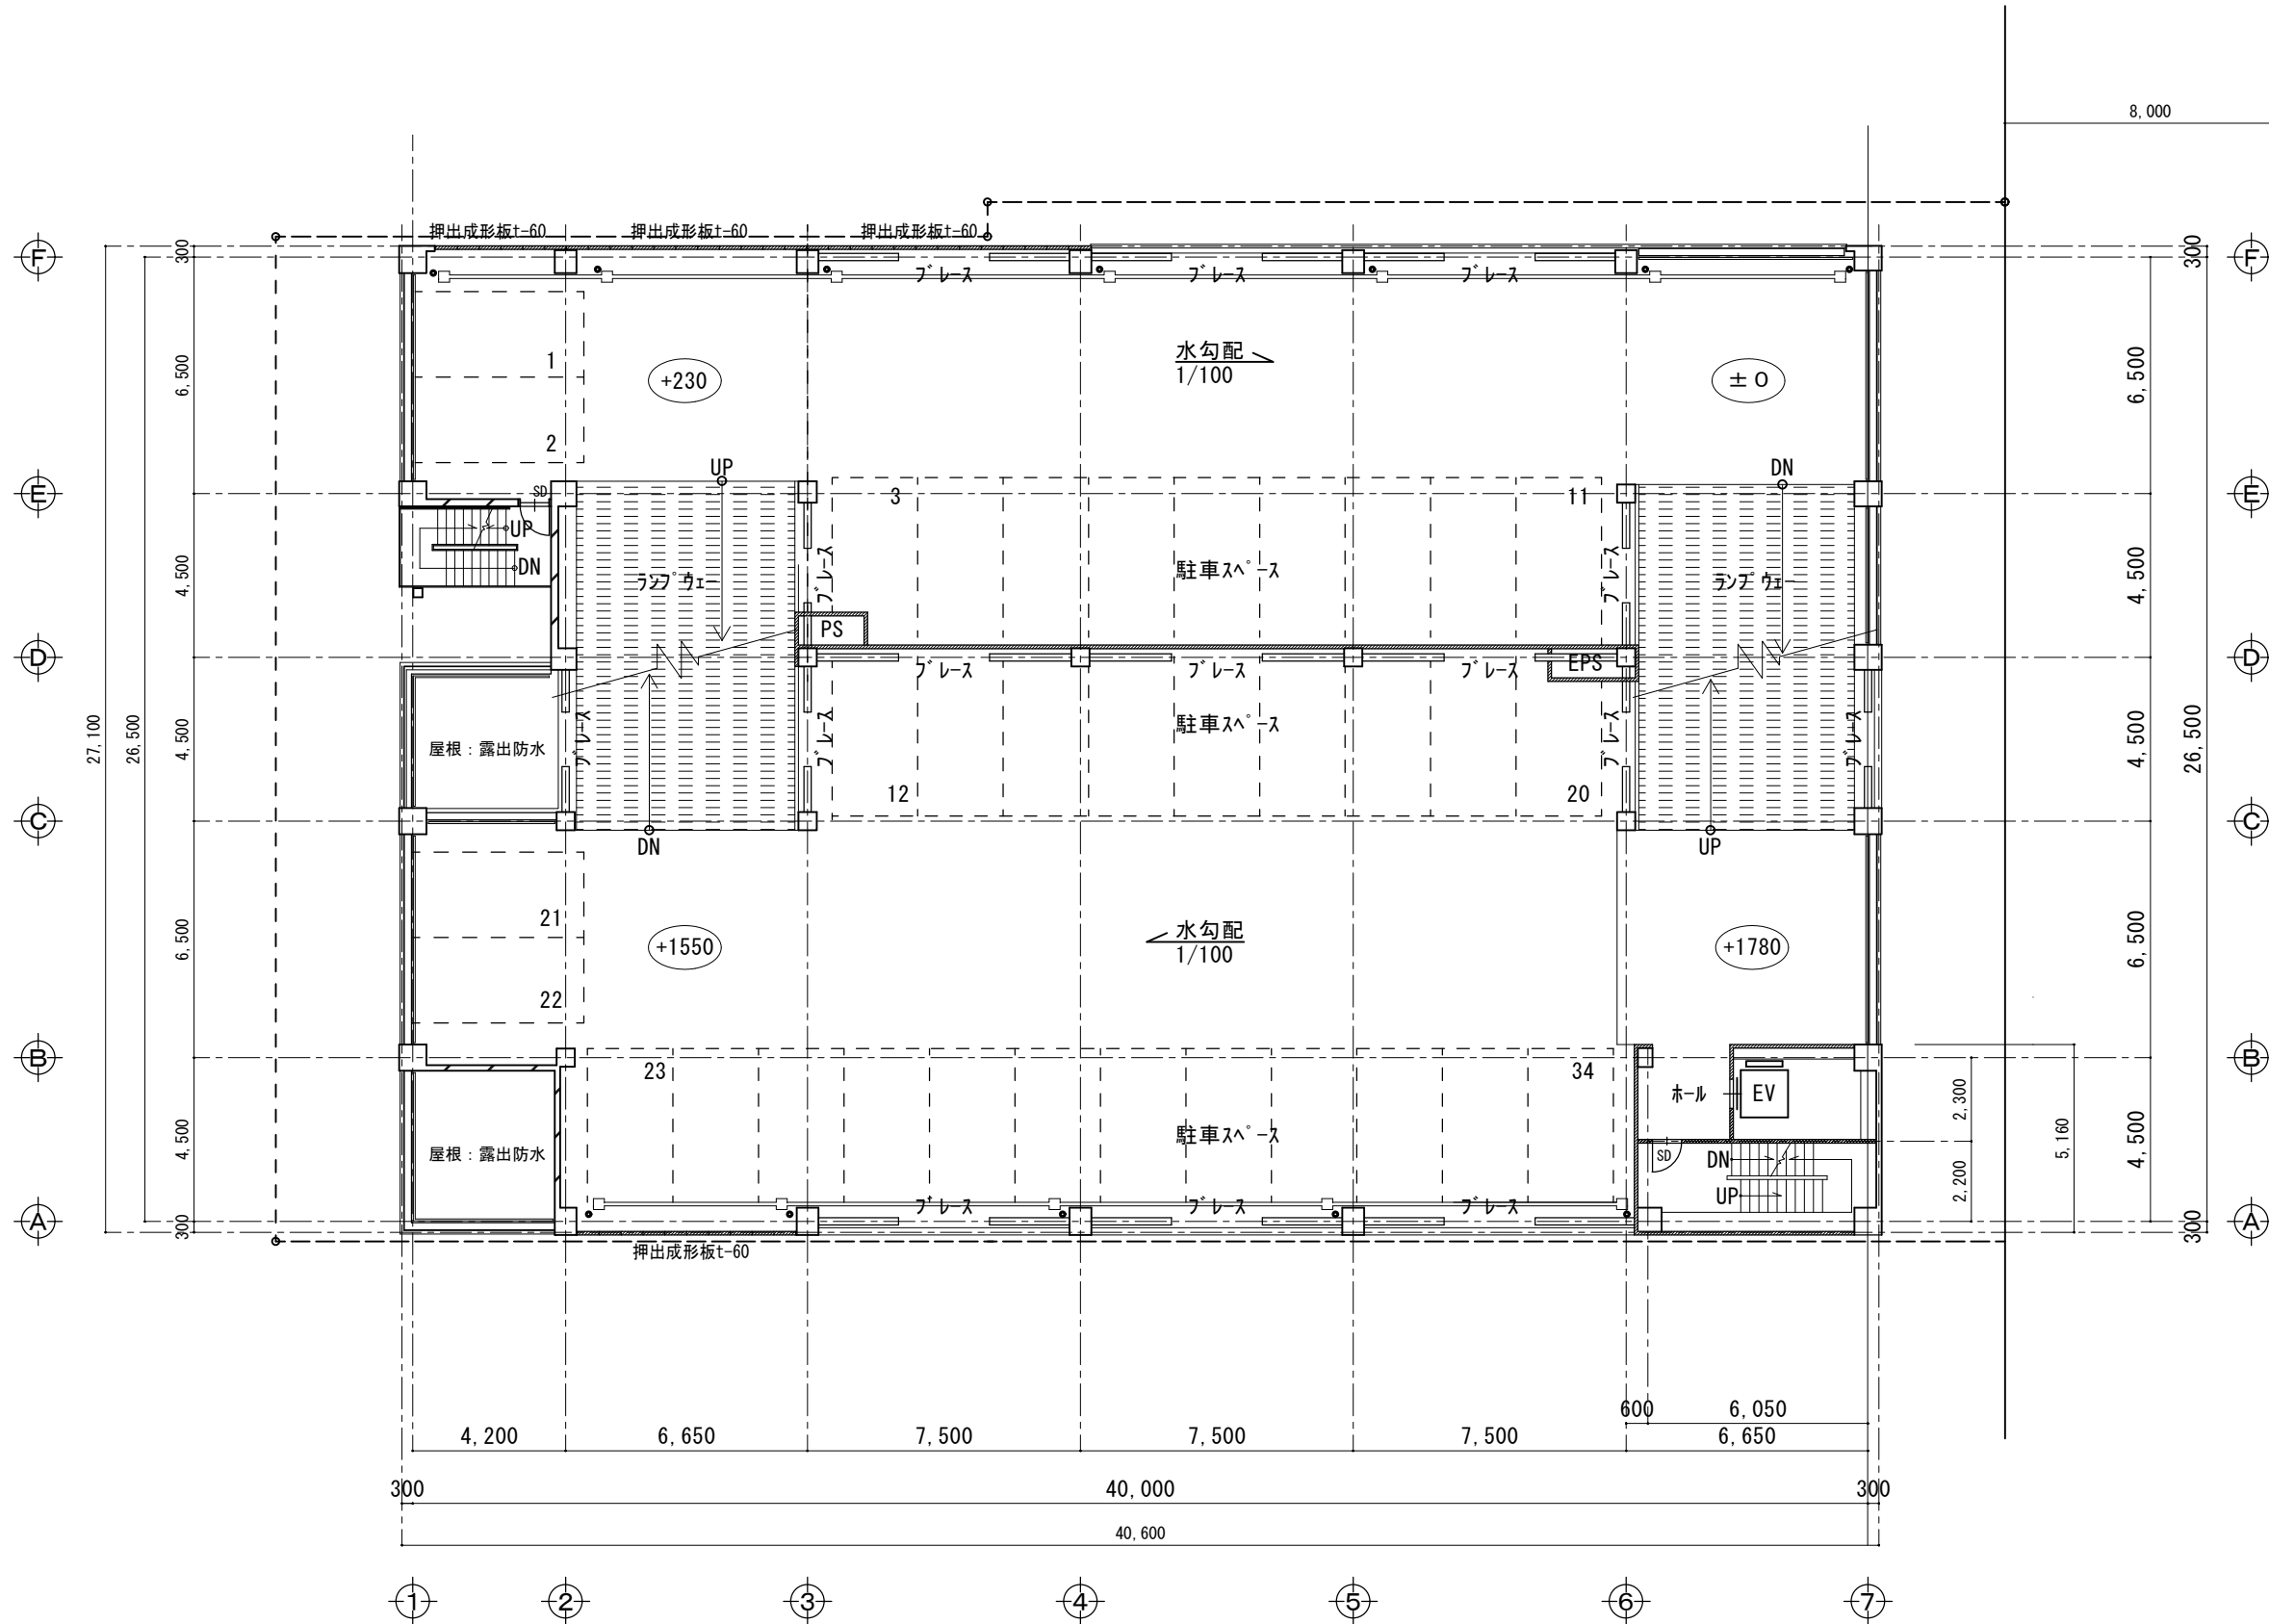 8,000
押出成形板t-60
押出成形板t-60
押出成形板t-60
F
300
300
F
ブレース
ブレース
ブレース
水勾配
1/100
1
+230
±0
6,500
6,500
2
UP
DN
E
SD
3
11
E
UP
DN
4,500
ランプウェー
ブレース
駐車スペース
ブレース
ランプウェー
4,500
PS
D
ブレース
ブレース
ブレース
EPS
D
27,100
26,500
4,500
屋根：露出防水
ブレース
ブレース
駐車スペース
ブレース
ブレース
4,500
26,500
12
20
C
C
DN
UP
21
水勾配
1/100
+1550
+1780
6,500
6,500
22
B
B
23
34
ホール
EV
2,300
4,500
屋根：露出防水
駐車スペース
SD
DN
UP
2,200
5,160
4,500
ブレース
ブレース
ブレース
A
300
300
A
押出成形板t-60
600
6,050
4,200
6,650
7,500
7,500
7,500
6,650
300
40,000
300
40,600
1
2
3
4
5
6
7